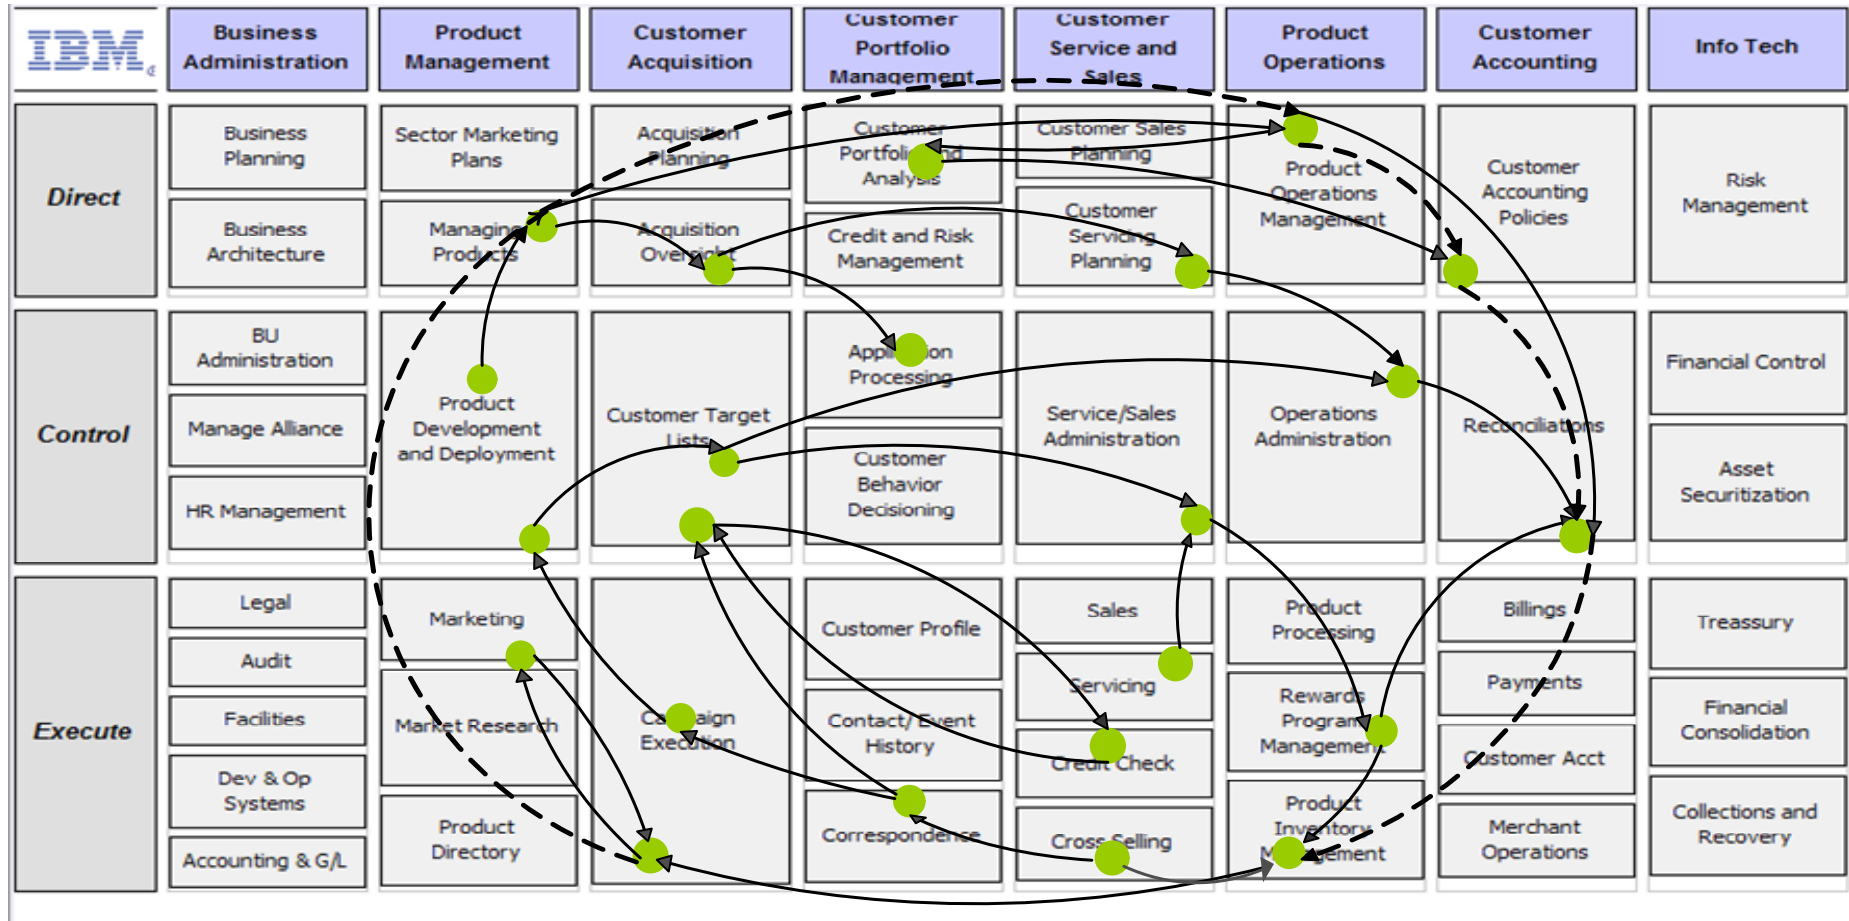 IBM
Business
Administration
Product
Management
Customer
Acquisition
Customer
Portfolio
Management
Customer
Service and
Sales
Product
Operations
Customer
Accounting
Info Tech
Direct
Business
Planning
Business
Architecture
Sector Marketing
Plans
Managing
Products
Acquisition
Planning
Acquisition
Oversight
Customer
Portfolio and
Analysis
Credit and Risk
Management
Customer Sales
Planning
Customer
Servicing
Planning
Product
Operations
Management
Customer
Accounting
Policies
Risk
Management
Control
BU
Administration
Manage Alliance
HR Management
Product
Development
and Deployment
Customer Target
Lists
Application
Processing
Customer
Behavior
Decisioning
Service/Sales
Administration
Operations
Administration
Reconciliations
Financial Control
Asset
Securitization
Execute
Legal
Audit
Facilities
Dev & Op
Systems
Accounting & G/L
Marketing
Market Research
Product
Directory
Campaign
Execution
Customer Profile
Contact/ Event
History
Correspondence
Sales
Servicing
Credit Check
Cross Selling
Product
Processing
Rewards
Program
Management
Product
Inventory
Management
Billings
Payments
Customer Acct
Merchant
Operations
Treassury
Financial
Consolidation
Collections and
Recovery